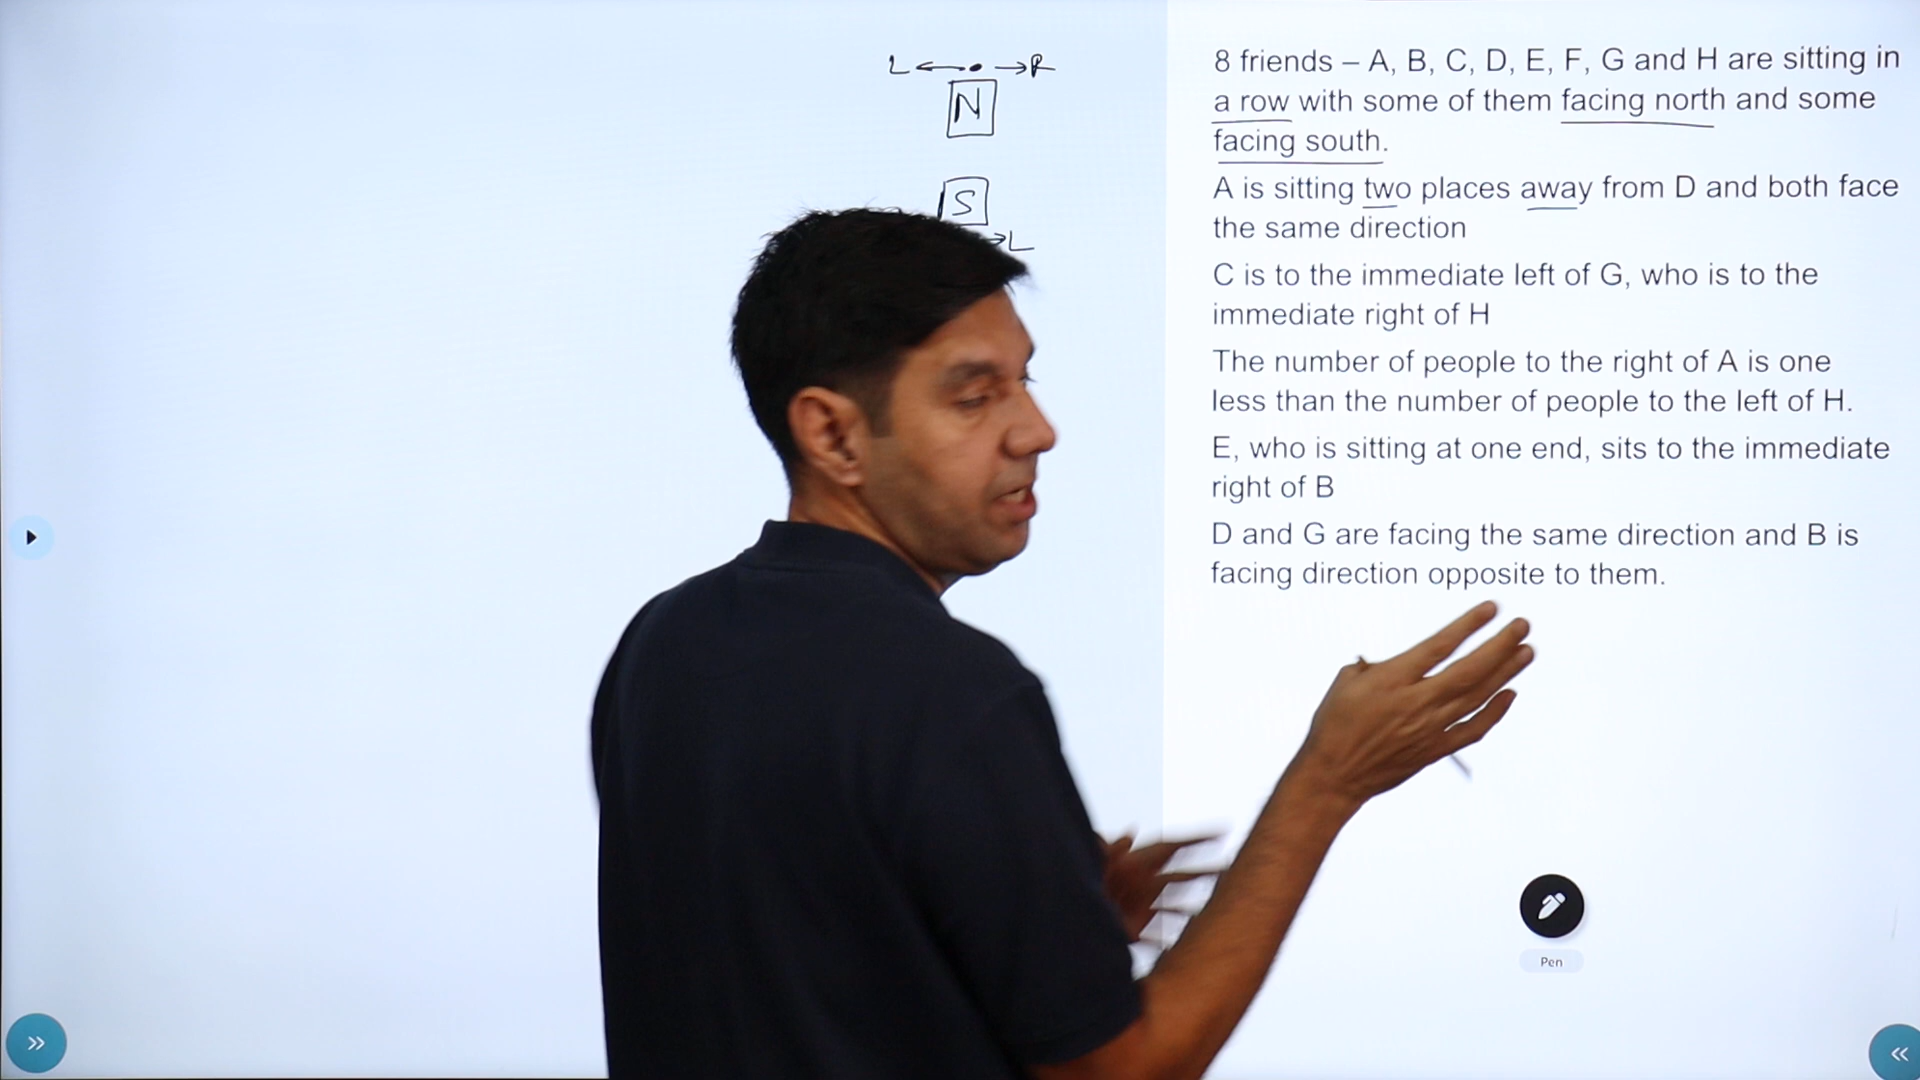 L ← • → R
N
S
→ L
8 friends – A, B, C, D, E, F, G and H are sitting in
a row with some of them facing north and some
facing south.
A is sitting two places away from D and both face
the same direction
C is to the immediate left of G, who is to the
immediate right of H
The number of people to the right of A is one
less than the number of people to the left of H.
E, who is sitting at one end, sits to the immediate
right of B
D and G are facing the same direction and B is
facing direction opposite to them.
Pen